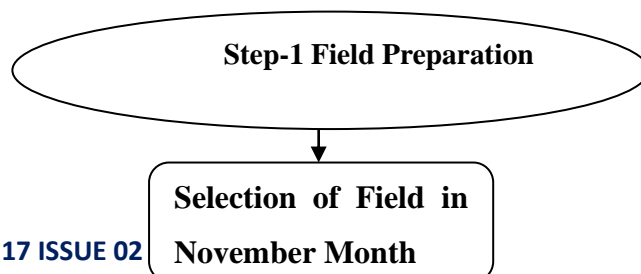 Step-1 Field Preparation
Selection of Field in
November Month
17 ISSUE 02